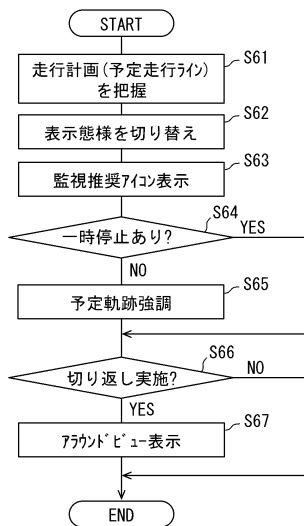 START
走行計画(予定走行ライン)
を把握
S61
表示態様を切り替え
S62
監視推奨ｱｲｺﾝ表示
S63
一時停止あり?
S64
YES
NO
予定軌跡強調
S65
切り返し実施?
S66
NO
YES
ｱﾗｳﾝﾄﾞﾋﾞｭｰ表示
S67
END